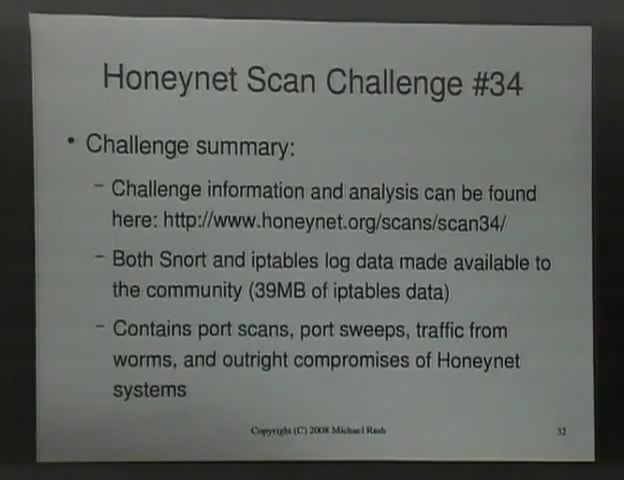 Honeynet Scan Challenge #34
• Challenge summary:
– Challenge information and analysis can be found
here: http://www.honeynet.org/scans/scan34/
– Both Snort and iptables log data made available to
the community (39MB of iptables data)
– Contains port scans, port sweeps, traffic from
worms, and outright compromises of Honeynet
systems
Copyright (C) 2008 Michael Rash
32